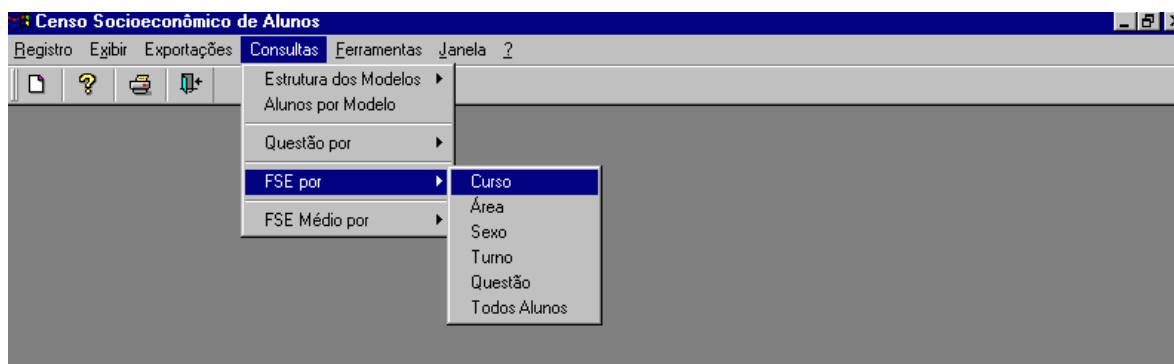 Censo Socioeconômico de Alunos
Registro Exibir Exportações Consultas Ferramentas Janela ?
Estrutura dos Modelos
Alunos por Modelo
Questão por
FSE por
FSE Médio por
Curso
Área
Sexo
Turno
Questão
Todos Alunos